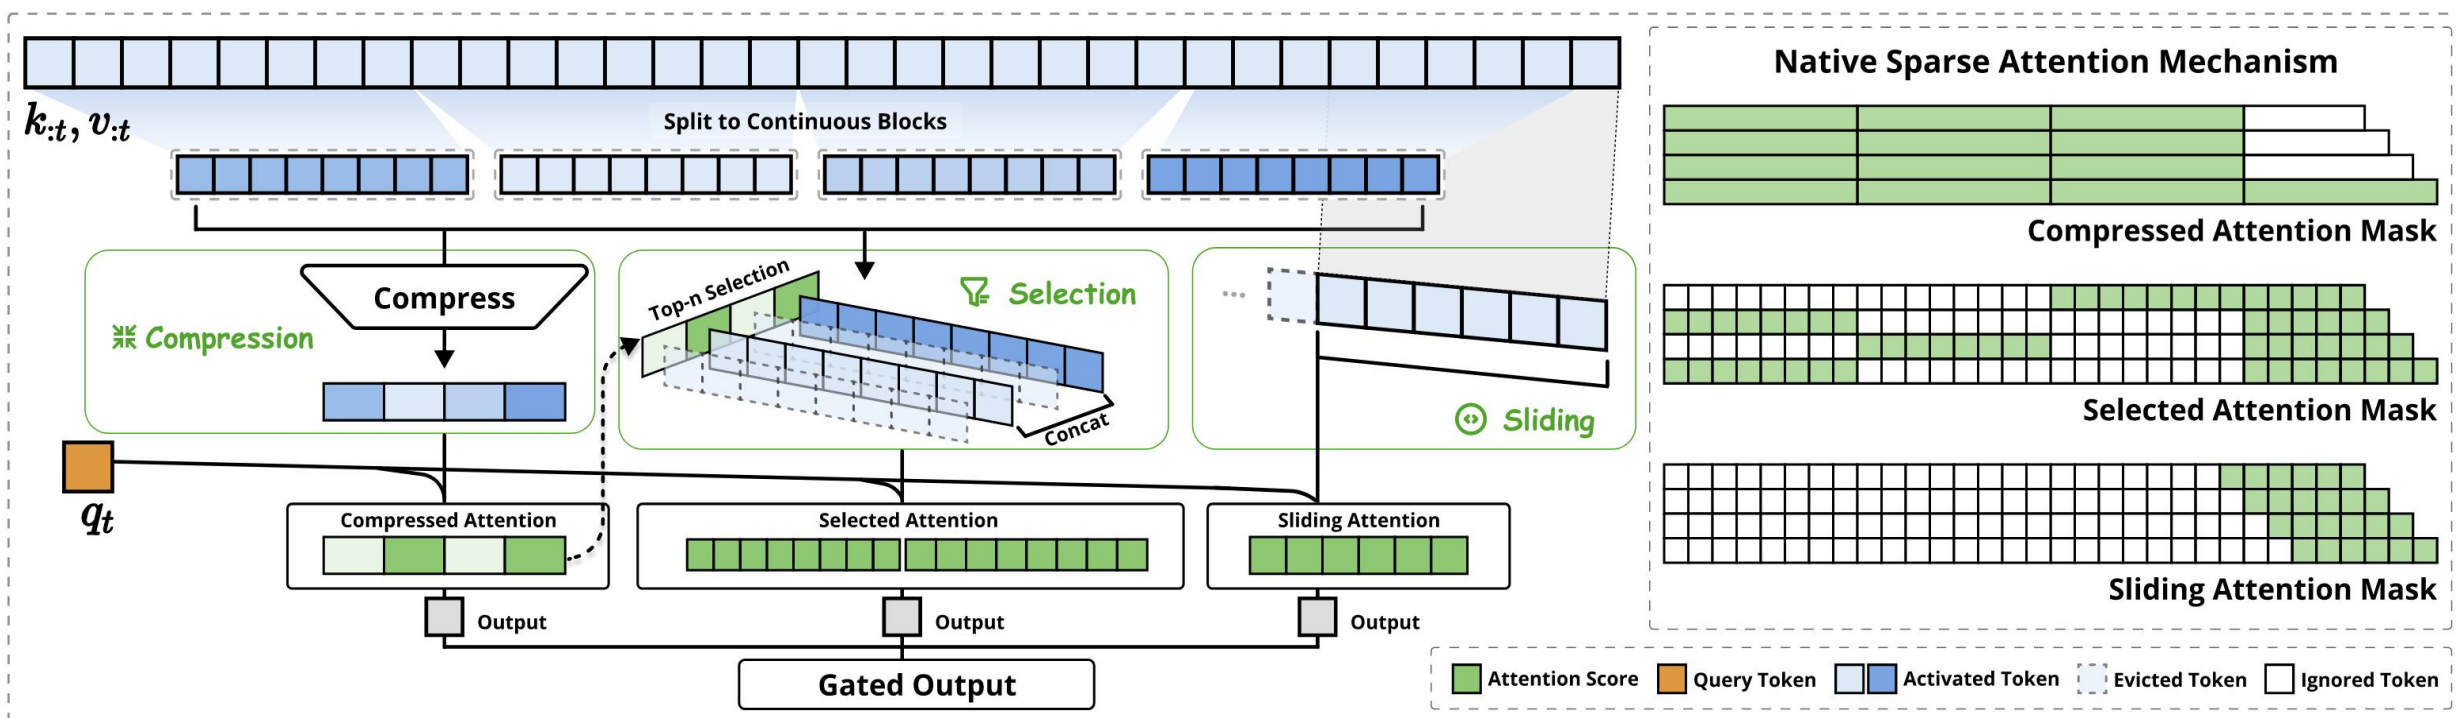 k:t, v:t
Split to Continuous Blocks
Compress
Compression
Top-n Selection
Selection
Concat
...
Sliding
qt
Compressed Attention
Selected Attention
Sliding Attention
Output
Output
Output
Gated Output
Native Sparse Attention Mechanism
Compressed Attention Mask
Selected Attention Mask
Sliding Attention Mask
Attention Score
Query Token
Activated Token
Evicted Token
Ignored Token